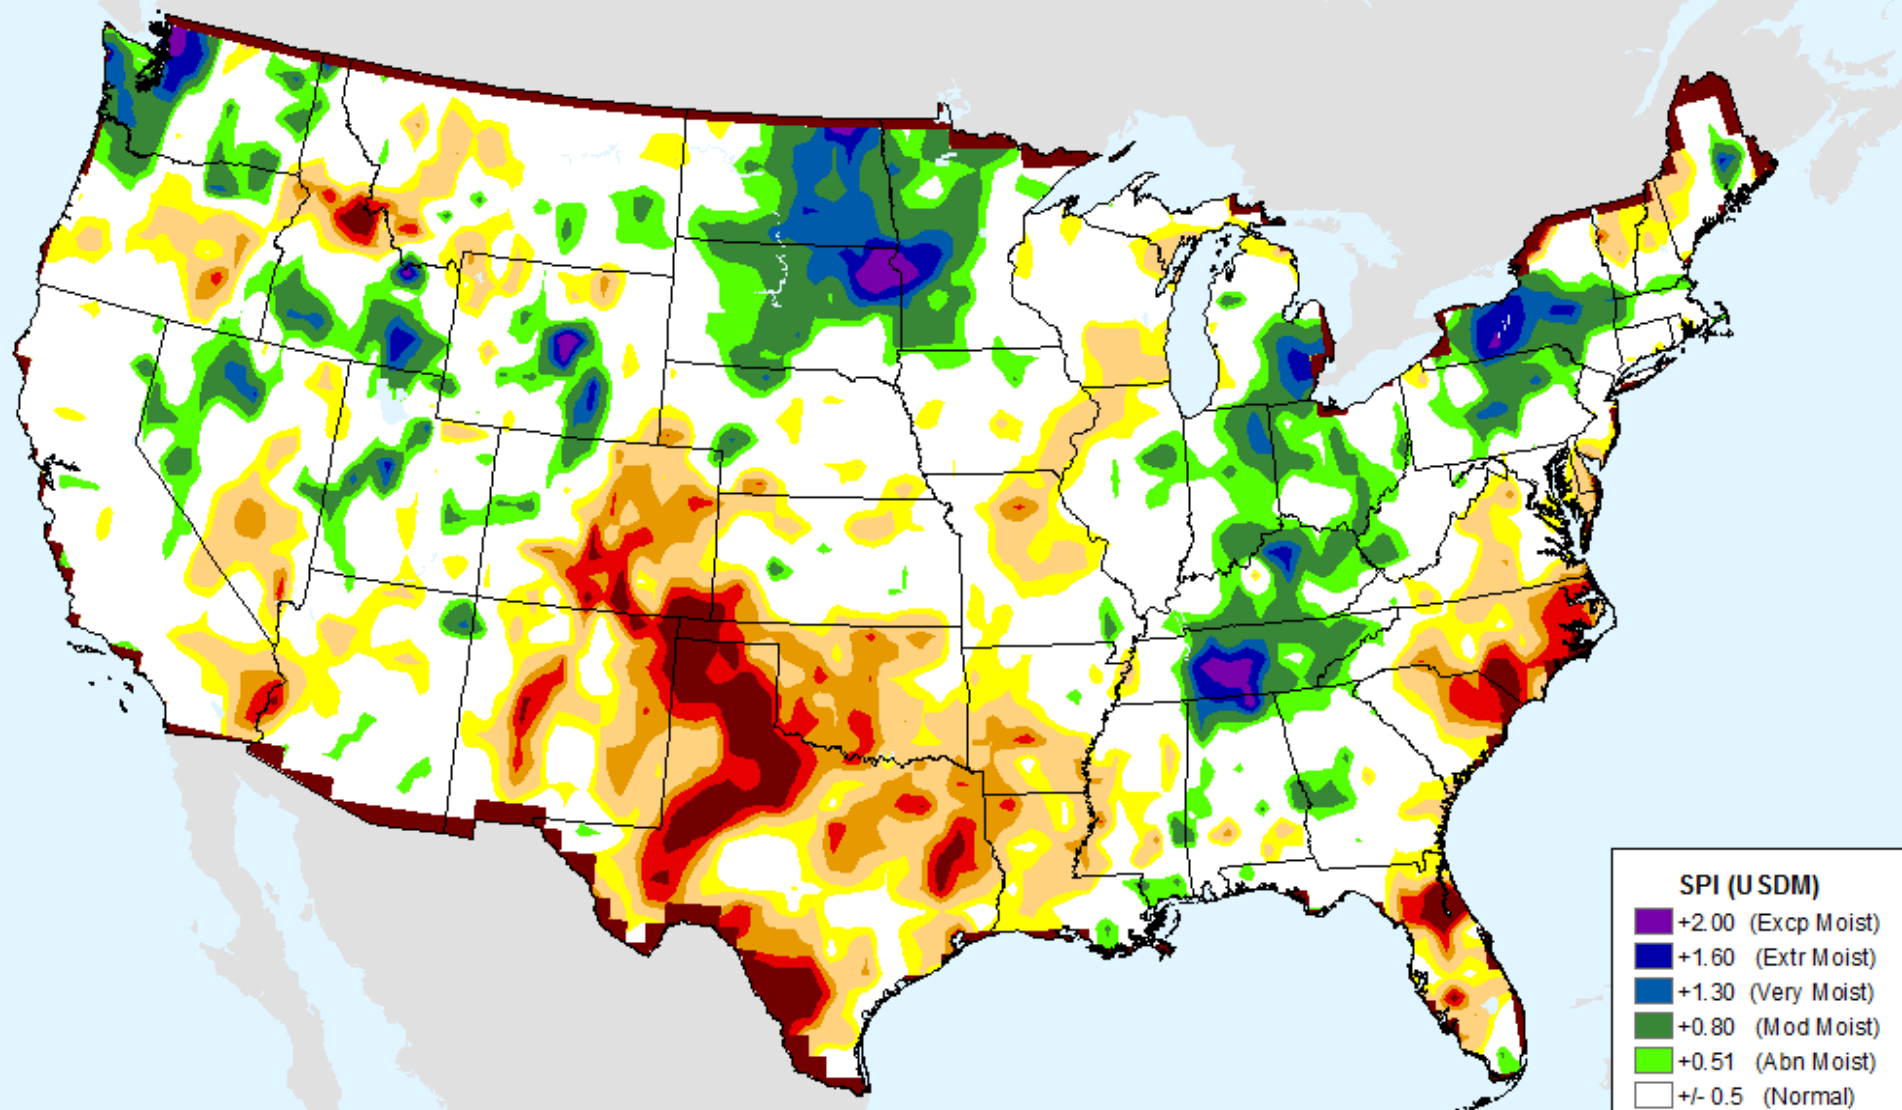 SPI (USDM)
+2.00 (Excp Moist)
+1.60 (Extr Moist)
+1.30 (Very Moist)
+0.80 (Mod Moist)
+0.51 (Abn Moist)
+/- 0.5 (Normal)